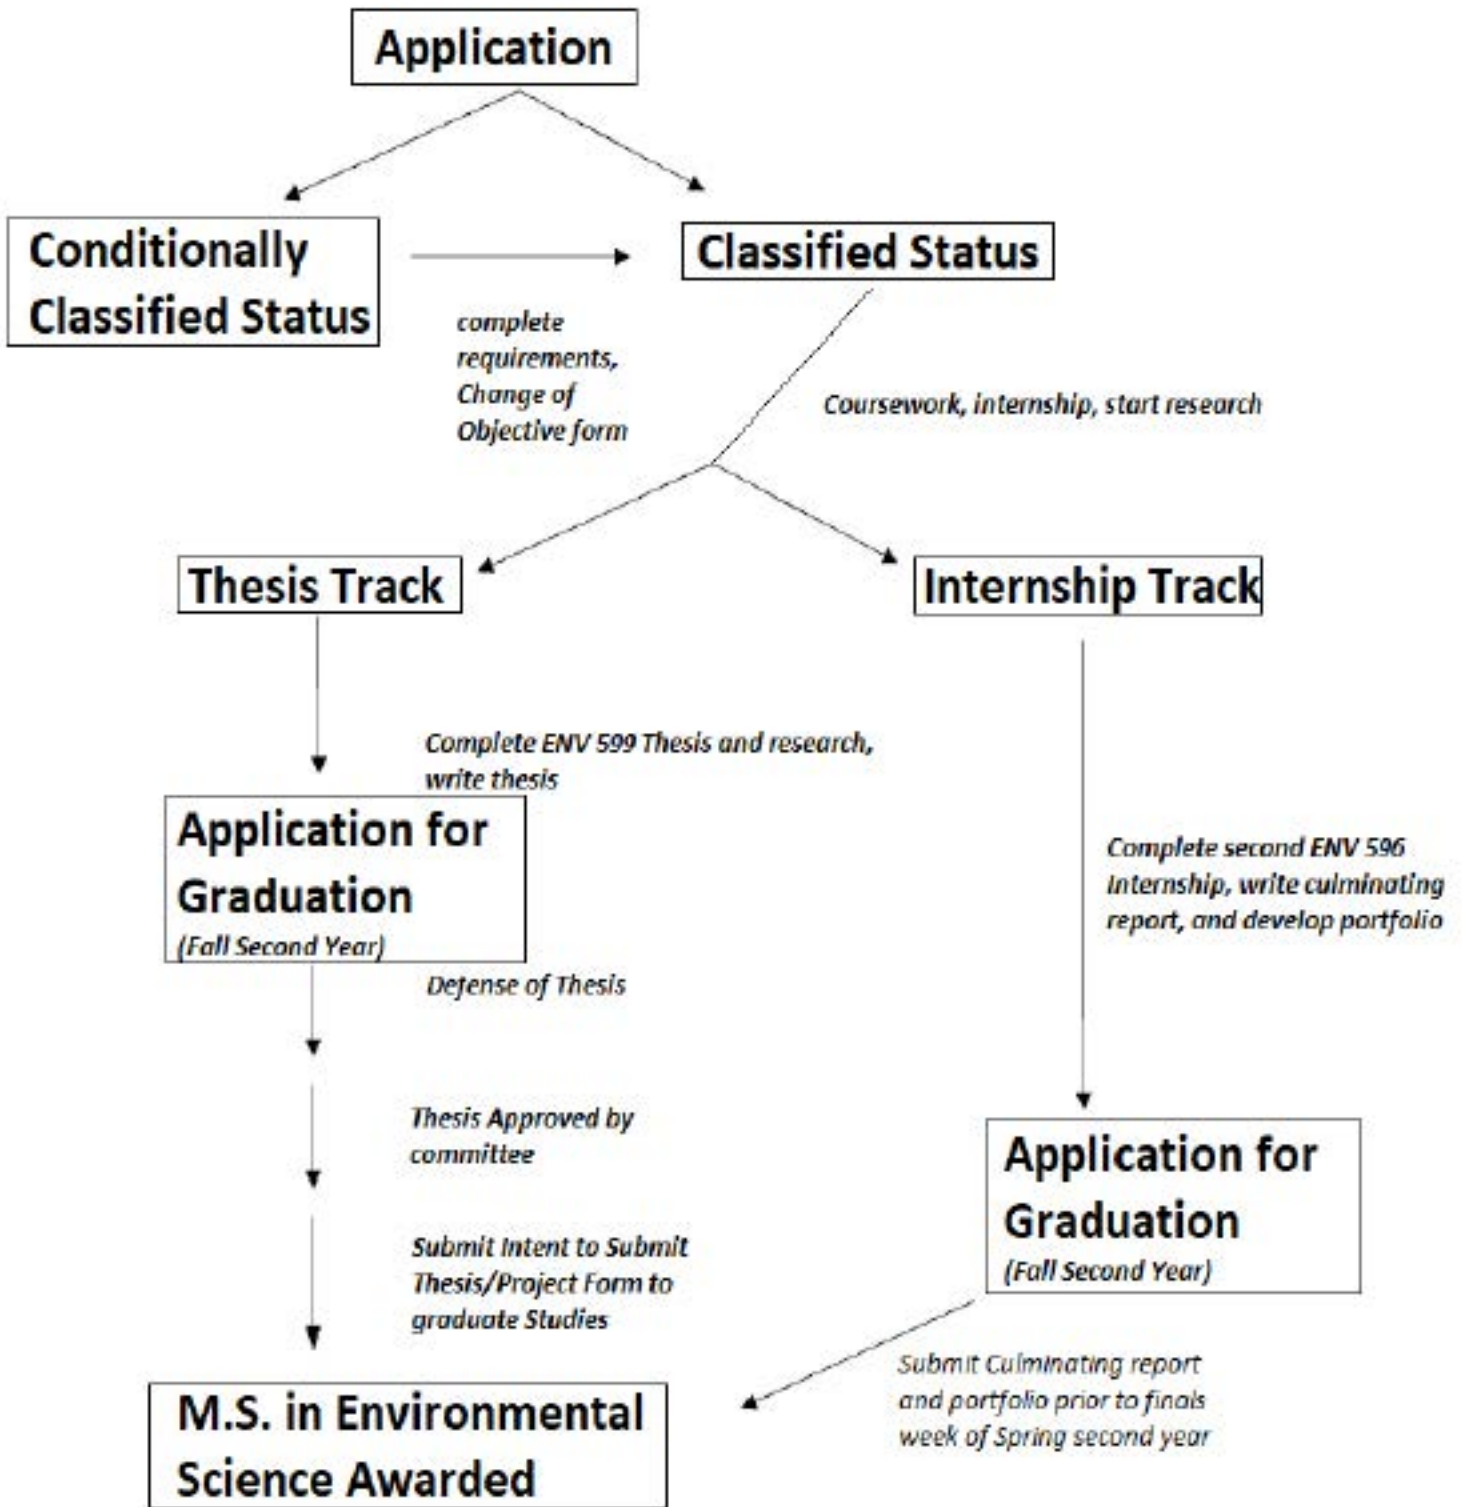 Application
Conditionally
Classified Status
Classified Status
complete
requirements,
Change of
Objective form
Coursework, internship, start research
Thesis Track
Internship Track
Complete ENV 599 Thesis and research,
write thesis
Application for
Graduation
(Fall Second Year)
Complete second ENV 596
Internship, write culminating
report, and develop portfolio
Defense of Thesis
Thesis Approved by
committee
Application for
Graduation
(Fall Second Year)
Submit Intent to Submit
Thesis/Project Form to
graduate Studies
Submit Culminating report
and portfolio prior to finals
week of Spring second year
M.S. in Environmental
Science Awarded